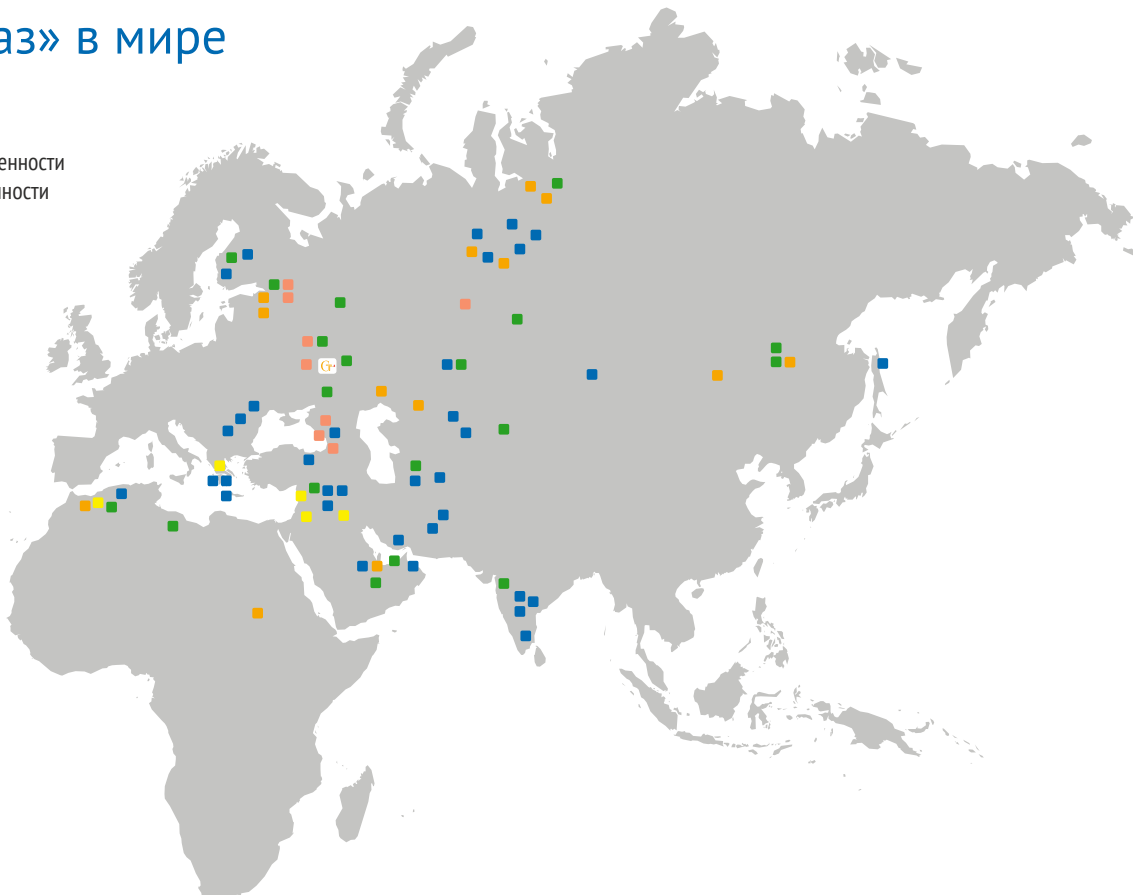 аз» в мире
енности
ности
G